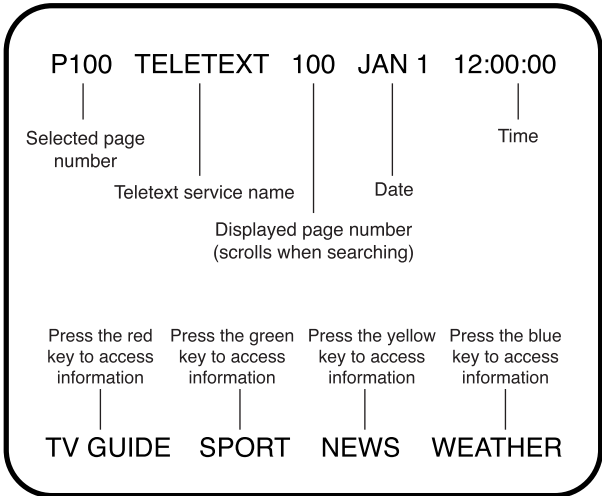 P100 TELETEXT 100 JAN 1 12:00:00
Selected page
number
Time
Teletext service name
Date
Displayed page number
(scrolls when searching)
Press the red
key to access
information
Press the green
key to access
information
Press the yellow
key to access
information
Press the blue
key to access
information
TV GUIDE SPORT NEWS WEATHER